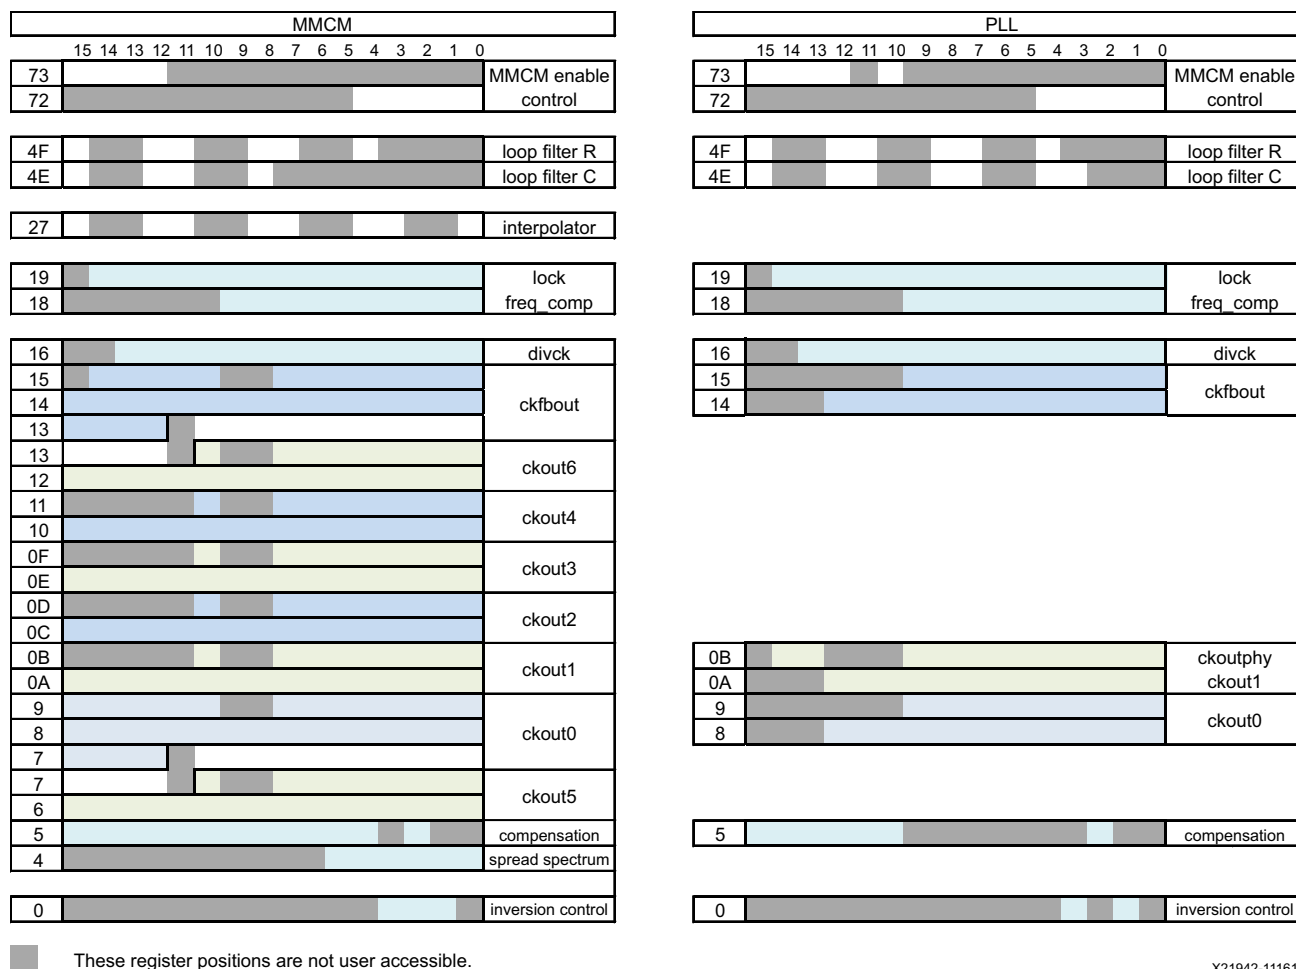 MMCM
PLL
15 14 13 12 11 10 9 8 7 6 5 4 3 2 1 0
15 14 13 12 11 10 9 8 7 6 5 4 3 2 1 0
73 MMCM enable
73 MMCM enable
72 control
72 control
4F loop filter R
4F loop filter R
4E loop filter C
4E loop filter C
27 interpolator
19 lock
19 lock
18 freq_comp
18 freq_comp
16 divck
16 divck
15
15
14 ckfbout
14 ckfbout
13
13
12 ckout6
11
10 ckout4
0F
0E ckout3
0D
0C ckout2
0B
0A ckout1
0B ckoutphy
0A ckout1
9
8 ckout0
9
8 ckout0
7
7
6 ckout5
5 compensation
5 compensation
4 spread spectrum
0 inversion control
0 inversion control
These register positions are not user accessible.
X21942-11161